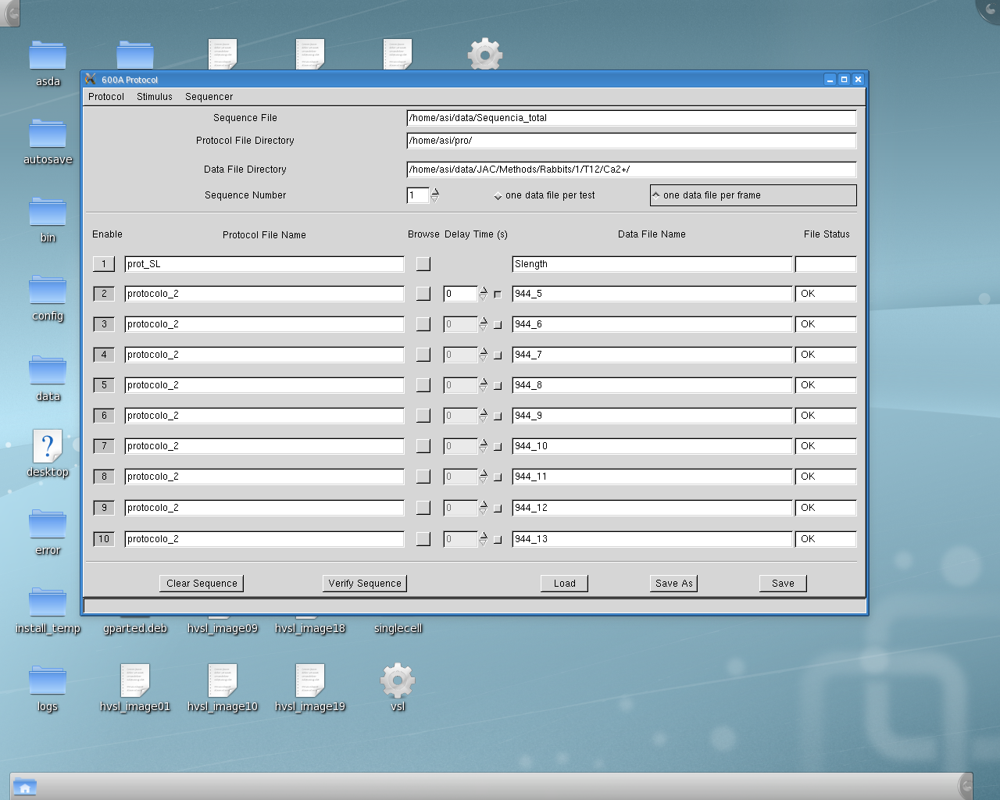 asda
autosave
bin
config
data
?
desktop
error
install_temp
logs
600A Protocol
Protocol Stimulus Sequencer
Sequence File /home/asi/data/Sequencia_total
Protocol File Directory /home/asi/pro/
Data File Directory /home/asi/data/JAC/Methods/Rabbits/1/T12/Ca2+/
Sequence Number 1 one data file per test one data file per frame
Enable Protocol File Name Browse Delay Time (s) Data File Name File Status
1 prot_SL Slength
2 protocolo_2 0 944_5 OK
3 protocolo_2 0 944_6 OK
4 protocolo_2 0 944_7 OK
5 protocolo_2 0 944_8 OK
6 protocolo_2 0 944_9 OK
7 protocolo_2 0 944_10 OK
8 protocolo_2 0 944_11 OK
9 protocolo_2 0 944_12 OK
10 protocolo_2 0 944_13 OK
Clear Sequence Verify Sequence Load Save As Save
gparted.deb hvsl_image09 hvsl_image18 singlecell
hvsl_image01 hvsl_image10 hvsl_image19 vsl